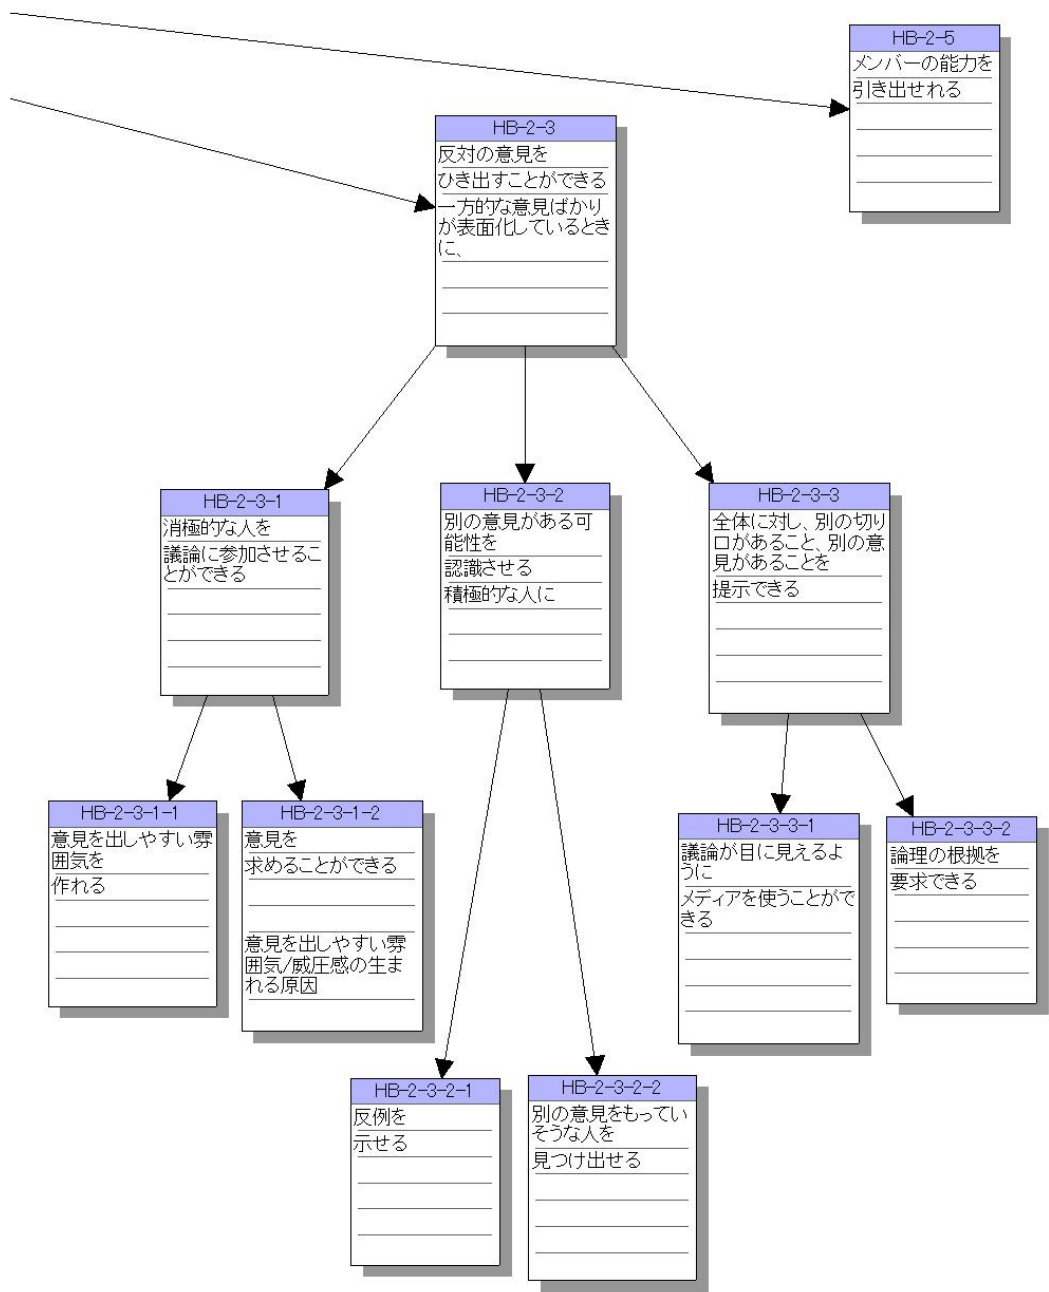 HB-2-5
メンバーの能力を
引き出せれる
HB-2-3
反対の意見を
ひき出すことができる
一方的な意見ばかり
が表面化しているとき
に、
HB-2-3-1
消極的な人を
議論に参加させるこ
とができる
HB-2-3-2
別の意見がある可
能性を
認識させる
積極的な人に
HB-2-3-3
全体に対し、別の切り
口があること、別の意
見があることを
提示できる
HB-2-3-1-1
意見を出しやすい雰
囲気を
作れる
HB-2-3-1-2
意見を
求めることができる
意見を出しやすい雰
囲気/威圧感の生ま
れる原因
HB-2-3-3-1
議論が目に見えるよ
うに
メディアを使うことがで
きる
HB-2-3-3-2
論理の根拠を
要求できる
HB-2-3-2-1
反例を
示せる
HB-2-3-2-2
別の意見をもってい
そうな人を
見つけ出せる